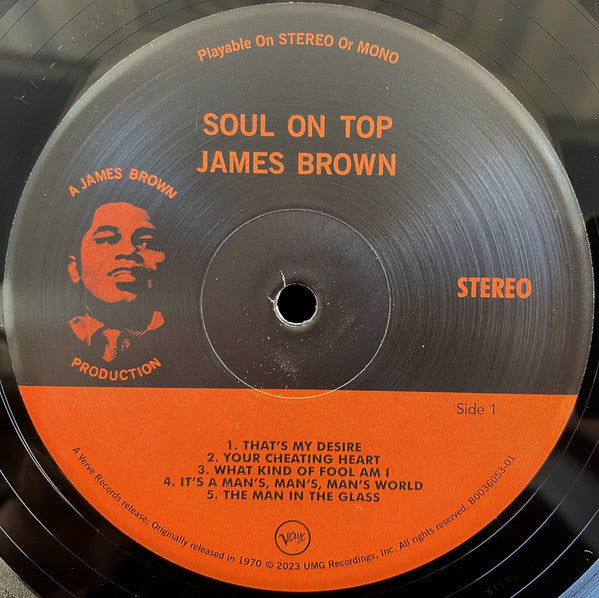 Playable On STEREO Or MONO
SOUL ON TOP
JAMES BROWN
A JAMES BROWN
PRODUCTION
STEREO
Side 1
1. THAT'S MY DESIRE
2. YOUR CHEATING HEART
3. WHAT KIND OF FOOL AM I
4. IT'S A MAN'S, MAN'S, MAN'S WORLD
5. THE MAN IN THE GLASS
Verve
A Verve Records release; Originally released in 1970 © 2023 UMG Recordings, Inc. All rights reserved. B0036053-01